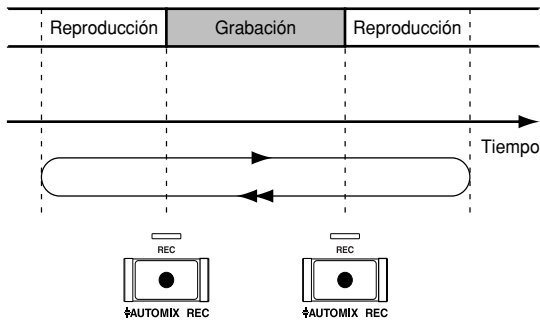 Reproducción Grabación Reproducción
Tiempo
REC REC
AUTOMIX REC AUTOMIX REC